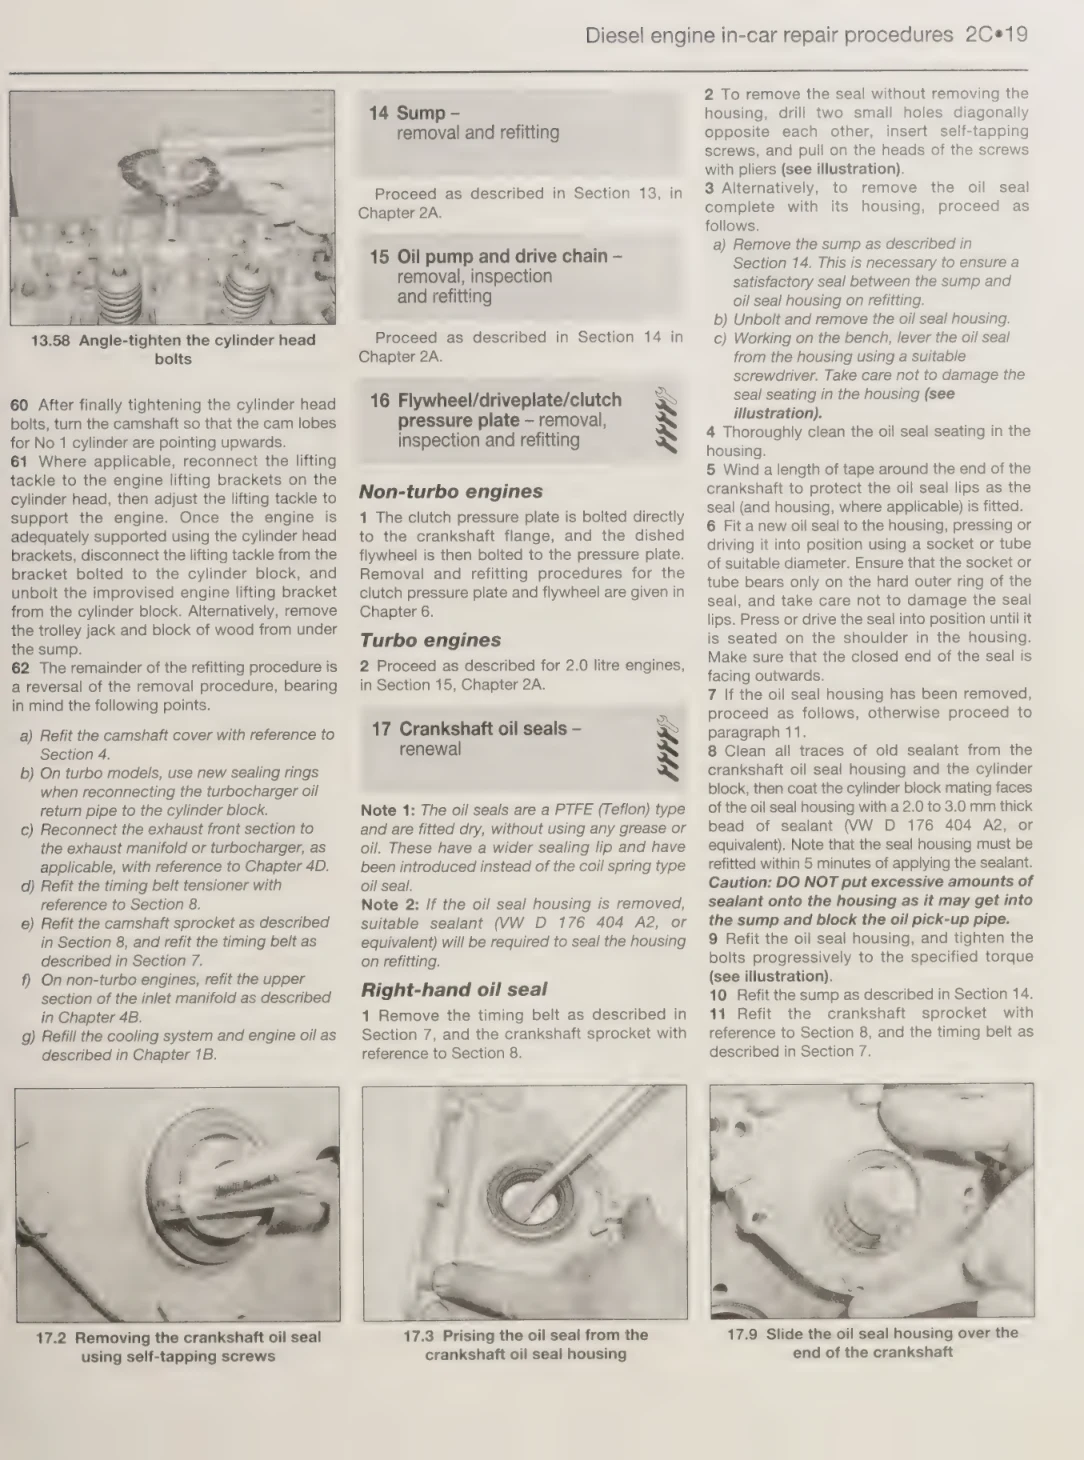 Diesel engine in-car repair procedures 2C•19
13.58 Angle-tighten the cylinder head
bolts
60 After finally tightening the cylinder head
bolts, turn the camshaft so that the cam lobes
for No 1 cylinder are pointing upwards.
61 Where applicable, reconnect the lifting
tackle to the engine lifting brackets on the
cylinder head, then adjust the lifting tackle to
support the engine. Once the engine is
adequately supported using the cylinder head
brackets, disconnect the lifting tackle from the
bracket bolted to the cylinder block, and
unbolt the improvised engine lifting bracket
from the cylinder block. Alternatively, remove
the trolley jack and block of wood from under
the sump.
62 The remainder of the refitting procedure is
a reversal of the removal procedure, bearing
in mind the following points.
a) Refit the camshaft cover with reference to
Section 4.
b) On turbo models, use new sealing rings
when reconnecting the turbocharger oil
return pipe to the cylinder block.
c) Reconnect the exhaust front section to
the exhaust manifold or turbocharger, as
applicable, with reference to Chapter 4D.
d) Refit the timing belt tensioner with
reference to Section 8.
e) Refit the camshaft sprocket as described
in Section 8, and refit the timing belt as
described in Section 7.
f) On non-turbo engines, refit the upper
section of the inlet manifold as described
in Chapter 4B.
g) Refill the cooling system and engine oil as
described in Chapter 1B.
14 Sump –
removal and refitting
Proceed as described in Section 13, in
Chapter 2A.
15 Oil pump and drive chain –
removal, inspection
and refitting
Proceed as described in Section 14 in
Chapter 2A.
16 Flywheel/driveplate/clutch
pressure plate – removal,
inspection and refitting
Non-turbo engines
1 The clutch pressure plate is bolted directly
to the crankshaft flange, and the dished
flywheel is then bolted to the pressure plate.
Removal and refitting procedures for the
clutch pressure plate and flywheel are given in
Chapter 6.
Turbo engines
2 Proceed as described for 2.0 litre engines,
in Section 15, Chapter 2A.
17 Crankshaft oil seals –
renewal
Note 1: The oil seals are a PTFE (Teflon) type
and are fitted dry, without using any grease or
oil. These have a wider sealing lip and have
been introduced instead of the coil spring type
oil seal.
Note 2: If the oil seal housing is removed,
suitable sealant (VW D 176 404 A2, or
equivalent) will be required to seal the housing
on refitting.
Right-hand oil seal
1 Remove the timing belt as described in
Section 7, and the crankshaft sprocket with
reference to Section 8.
2 To remove the seal without removing the
housing, drill two small holes diagonally
opposite each other, insert self-tapping
screws, and pull on the heads of the screws
with pliers (see illustration).
3 Alternatively, to remove the oil seal
complete with its housing, proceed as
follows.
a) Remove the sump as described in
Section 14. This is necessary to ensure a
satisfactory seal between the sump and
oil seal housing on refitting.
b) Unbolt and remove the oil seal housing.
c) Working on the bench, lever the oil seal
from the housing using a suitable
screwdriver. Take care not to damage the
seal seating in the housing (see
illustration).
4 Thoroughly clean the oil seal seating in the
housing.
5 Wind a length of tape around the end of the
crankshaft to protect the oil seal lips as the
seal (and housing, where applicable) is fitted.
6 Fit a new oil seal to the housing, pressing or
driving it into position using a socket or tube
of suitable diameter. Ensure that the socket or
tube bears only on the hard outer ring of the
seal, and take care not to damage the seal
lips. Press or drive the seal into position until it
is seated on the shoulder in the housing.
Make sure that the closed end of the seal is
facing outwards.
7 If the oil seal housing has been removed,
proceed as follows, otherwise proceed to
paragraph 11.
8 Clean all traces of old sealant from the
crankshaft oil seal housing and the cylinder
block, then coat the cylinder block mating faces
of the oil seal housing with a 2.0 to 3.0 mm thick
bead of sealant (VW D 176 404 A2, or
equivalent). Note that the seal housing must be
refitted within 5 minutes of applying the sealant.
Caution: DO NOT put excessive amounts of
sealant onto the housing as it may get into
the sump and block the oil pick-up pipe.
9 Refit the oil seal housing, and tighten the
bolts progressively to the specified torque
(see illustration).
10 Refit the sump as described in Section 14.
11 Refit the crankshaft sprocket with
reference to Section 8, and the timing belt as
described in Section 7.
17.2 Removing the crankshaft oil seal
using self-tapping screws
17.3 Prising the oil seal from the
crankshaft oil seal housing
17.9 Slide the oil seal housing over the
end of the crankshaft